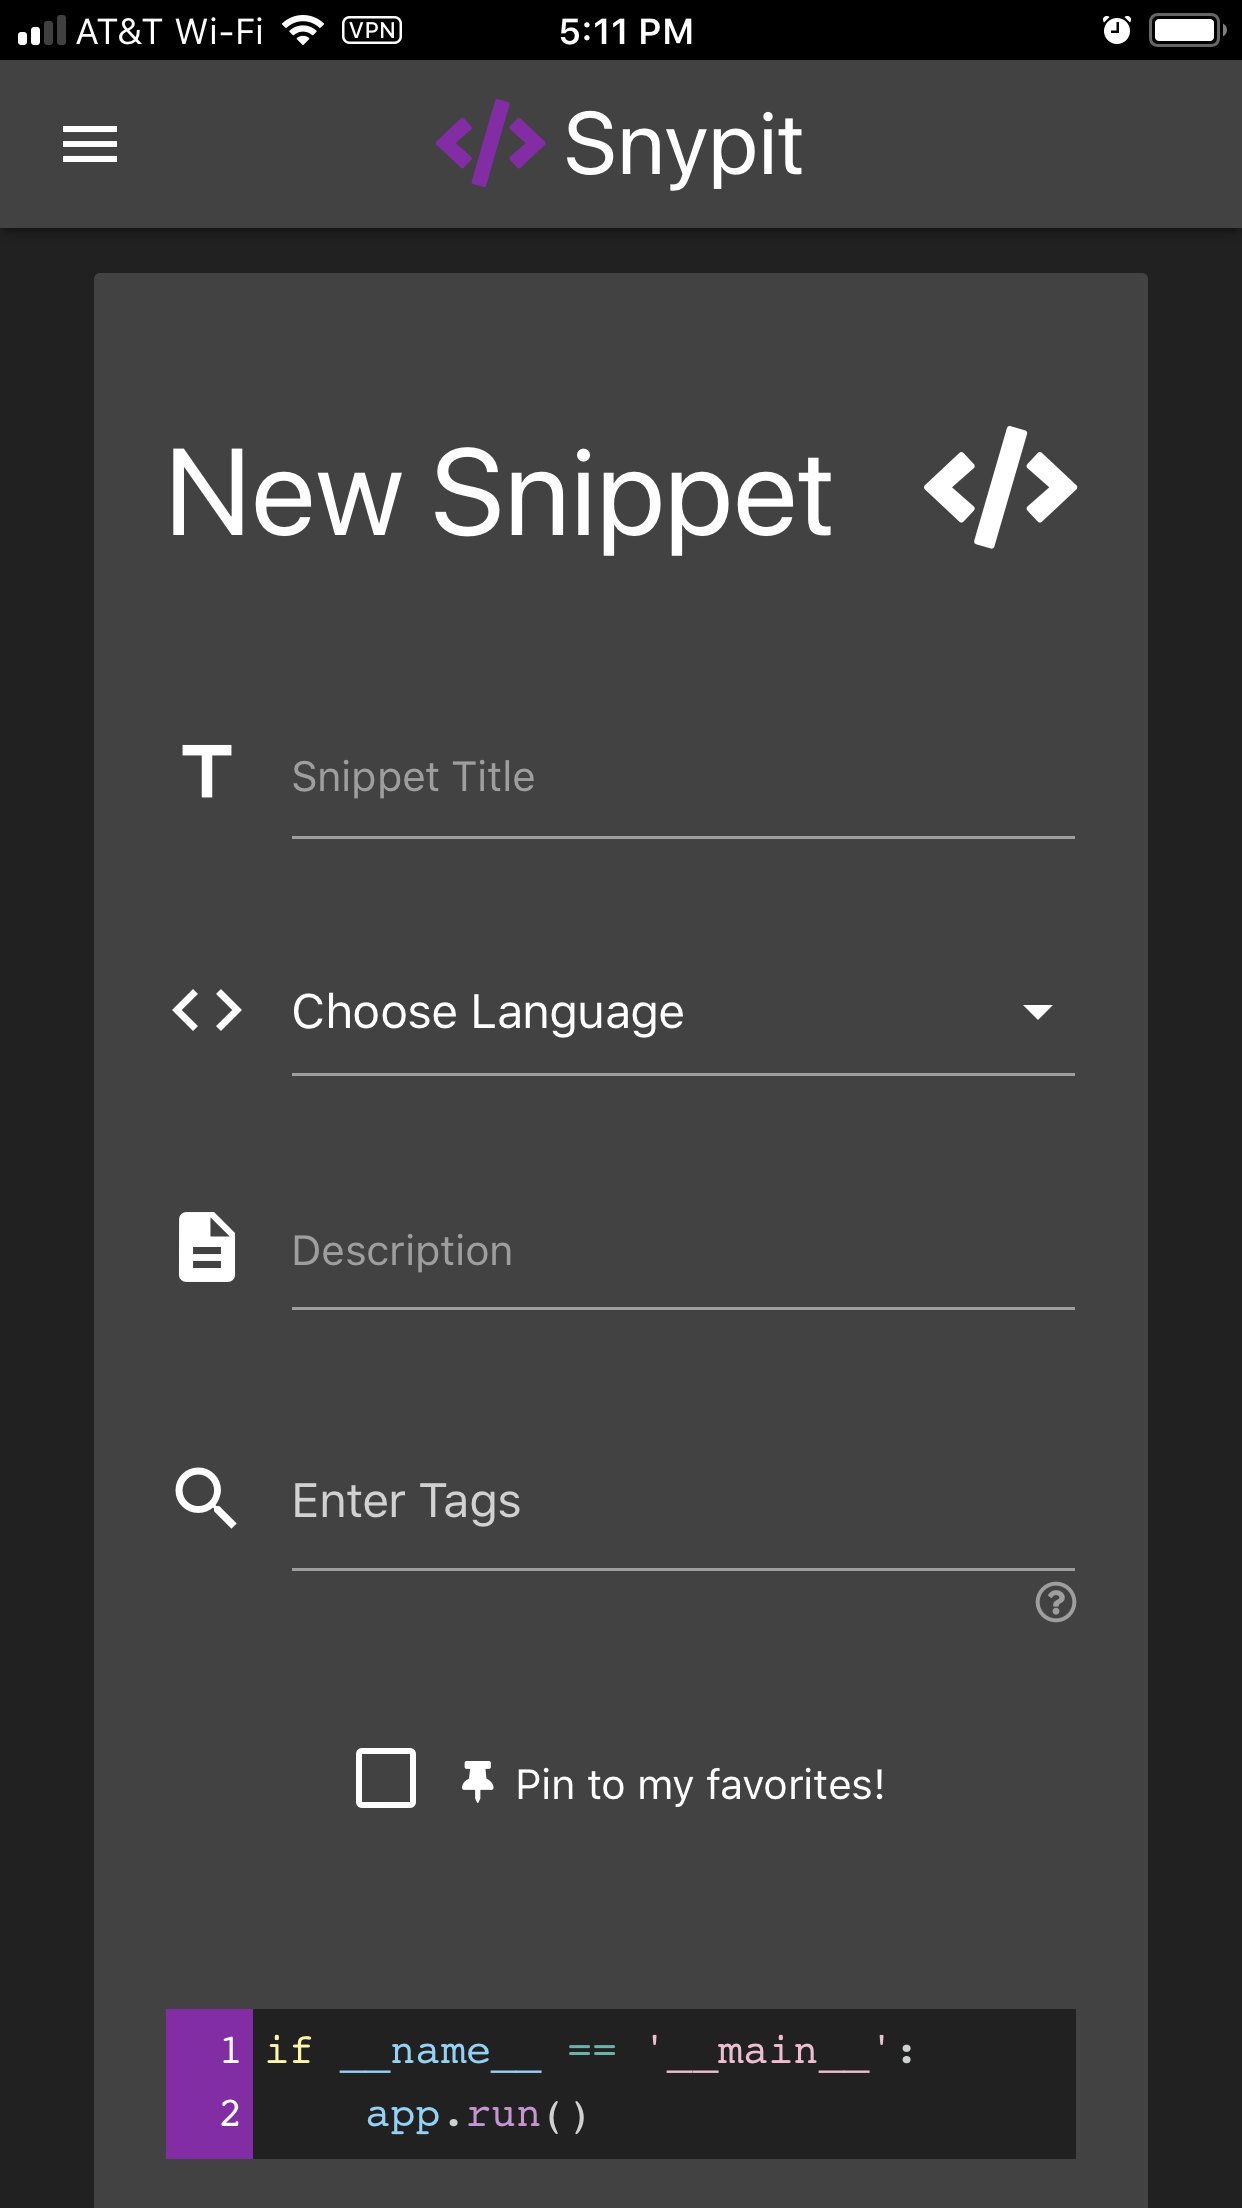 AT&T Wi-Fi VPN 5:11 PM
Snypit
New Snippet
Snippet Title
Choose Language
Description
Enter Tags
Pin to my favorites!
1 if __name__ == '__main__':
2     app.run()